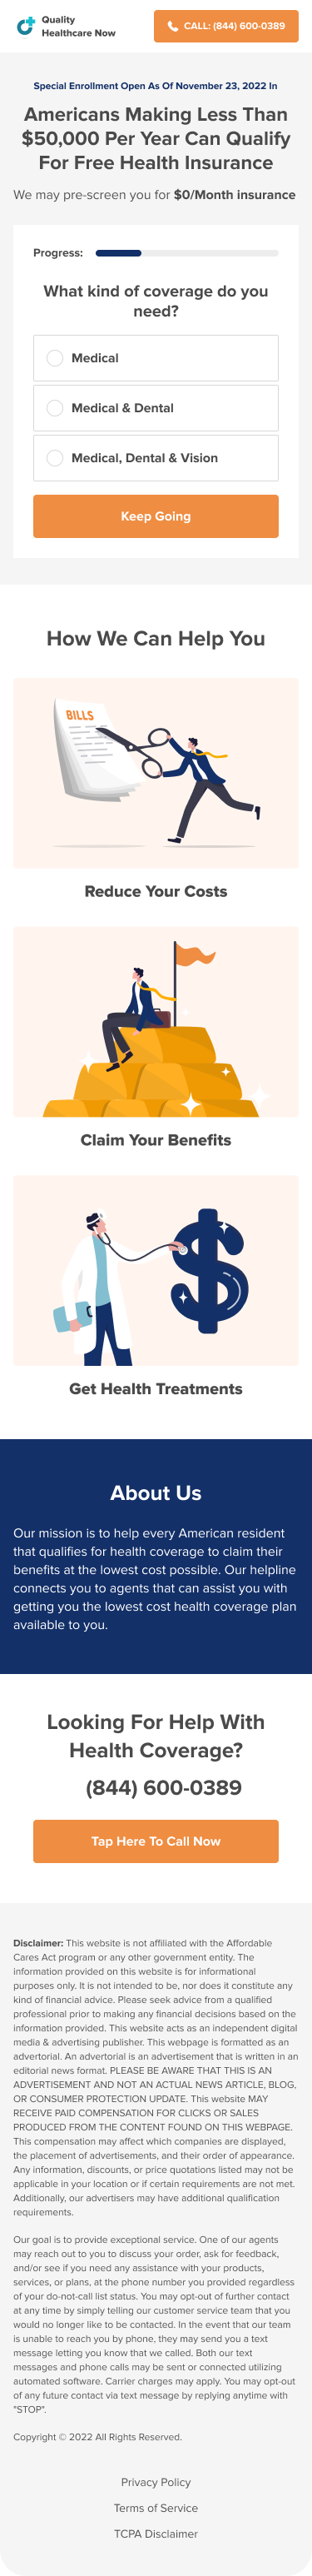 Quality
Healthcare Now
CALL: (844) 600-0389
Special Enrollment Open As Of November 23, 2022 In
Americans Making Less Than
$50,000 Per Year Can Qualify
For Free Health Insurance
We may pre-screen you for $0/Month insurance
Progress:
What kind of coverage do you
need?
Medical
Medical & Dental
Medical, Dental & Vision
Keep Going
How We Can Help You
BILLS
Reduce Your Costs
Claim Your Benefits
Get Health Treatments
About Us
Our mission is to help every American resident
that qualifies for health coverage to claim their
benefits at the lowest cost possible. Our helpline
connects you to agents that can assist you with
getting you the lowest cost health coverage plan
available to you.
Looking For Help With
Health Coverage?
(844) 600-0389
Tap Here To Call Now
Disclaimer: This website is not affiliated with the Affordable
Cares Act program or any other government entity. The
information provided on this website is for informational
purposes only. It is not intended to be, nor does it constitute any
kind of financial advice. Please seek advice from a qualified
professional prior to making any financial decisions based on the
information provided. This website acts as an independent digital
media & advertising publisher. This webpage is formatted as an
advertorial. An advertorial is an advertisement that is written in an
editorial news format. PLEASE BE AWARE THAT THIS IS AN
ADVERTISEMENT AND NOT AN ACTUAL NEWS ARTICLE, BLOG,
OR CONSUMER PROTECTION UPDATE. This website MAY
RECEIVE PAID COMPENSATION FOR CLICKS OR SALES
PRODUCED FROM THE CONTENT FOUND ON THIS WEBPAGE.
This compensation may affect which companies are displayed,
the placement of advertisements, and their order of appearance.
Any information, discounts, or price quotations listed may not be
applicable in your location or if certain requirements are not met.
Additionally, our advertisers may have additional qualification
requirements.
Our goal is to provide exceptional service. One of our agents
may reach out to you to discuss your order, ask for feedback,
and/or see if you need any assistance with your products,
services, or plans, at the phone number you provided regardless
of your do-not-call list status. You may opt-out of further contact
at any time by simply telling our customer service team that you
would no longer like to be contacted. In the event that our team
is unable to reach you by phone, they may send you a text
message letting you know that we called. Both our text
messages and phone calls may be sent or connected utilizing
automated software. Carrier charges may apply. You may opt-out
of any future contact via text message by replying anytime with
"STOP".
Copyright © 2022 All Rights Reserved.
Privacy Policy
Terms of Service
TCPA Disclaimer